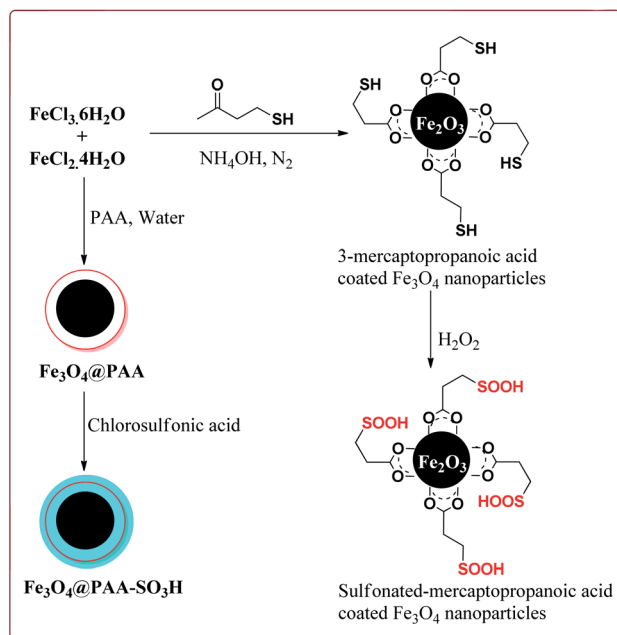 FeCl3.6H2O
+
FeCl2.4H2O
O
SH
NH4OH, N2
SH
SH
O O
O
O
Fe2O3
O
O
O O
HS
SH
3-mercaptopropanoic acid
coated Fe3O4 nanoparticles
H2O2
SOOH
SOOH
O O
O
O
Fe2O3
O
O
O O
HOOS
SOOH
Sulfonated-mercaptopropanoic acid
coated Fe3O4 nanoparticles
PAA, Water
Fe3O4@PAA
Chlorosulfonic acid
Fe3O4@PAA-SO3H